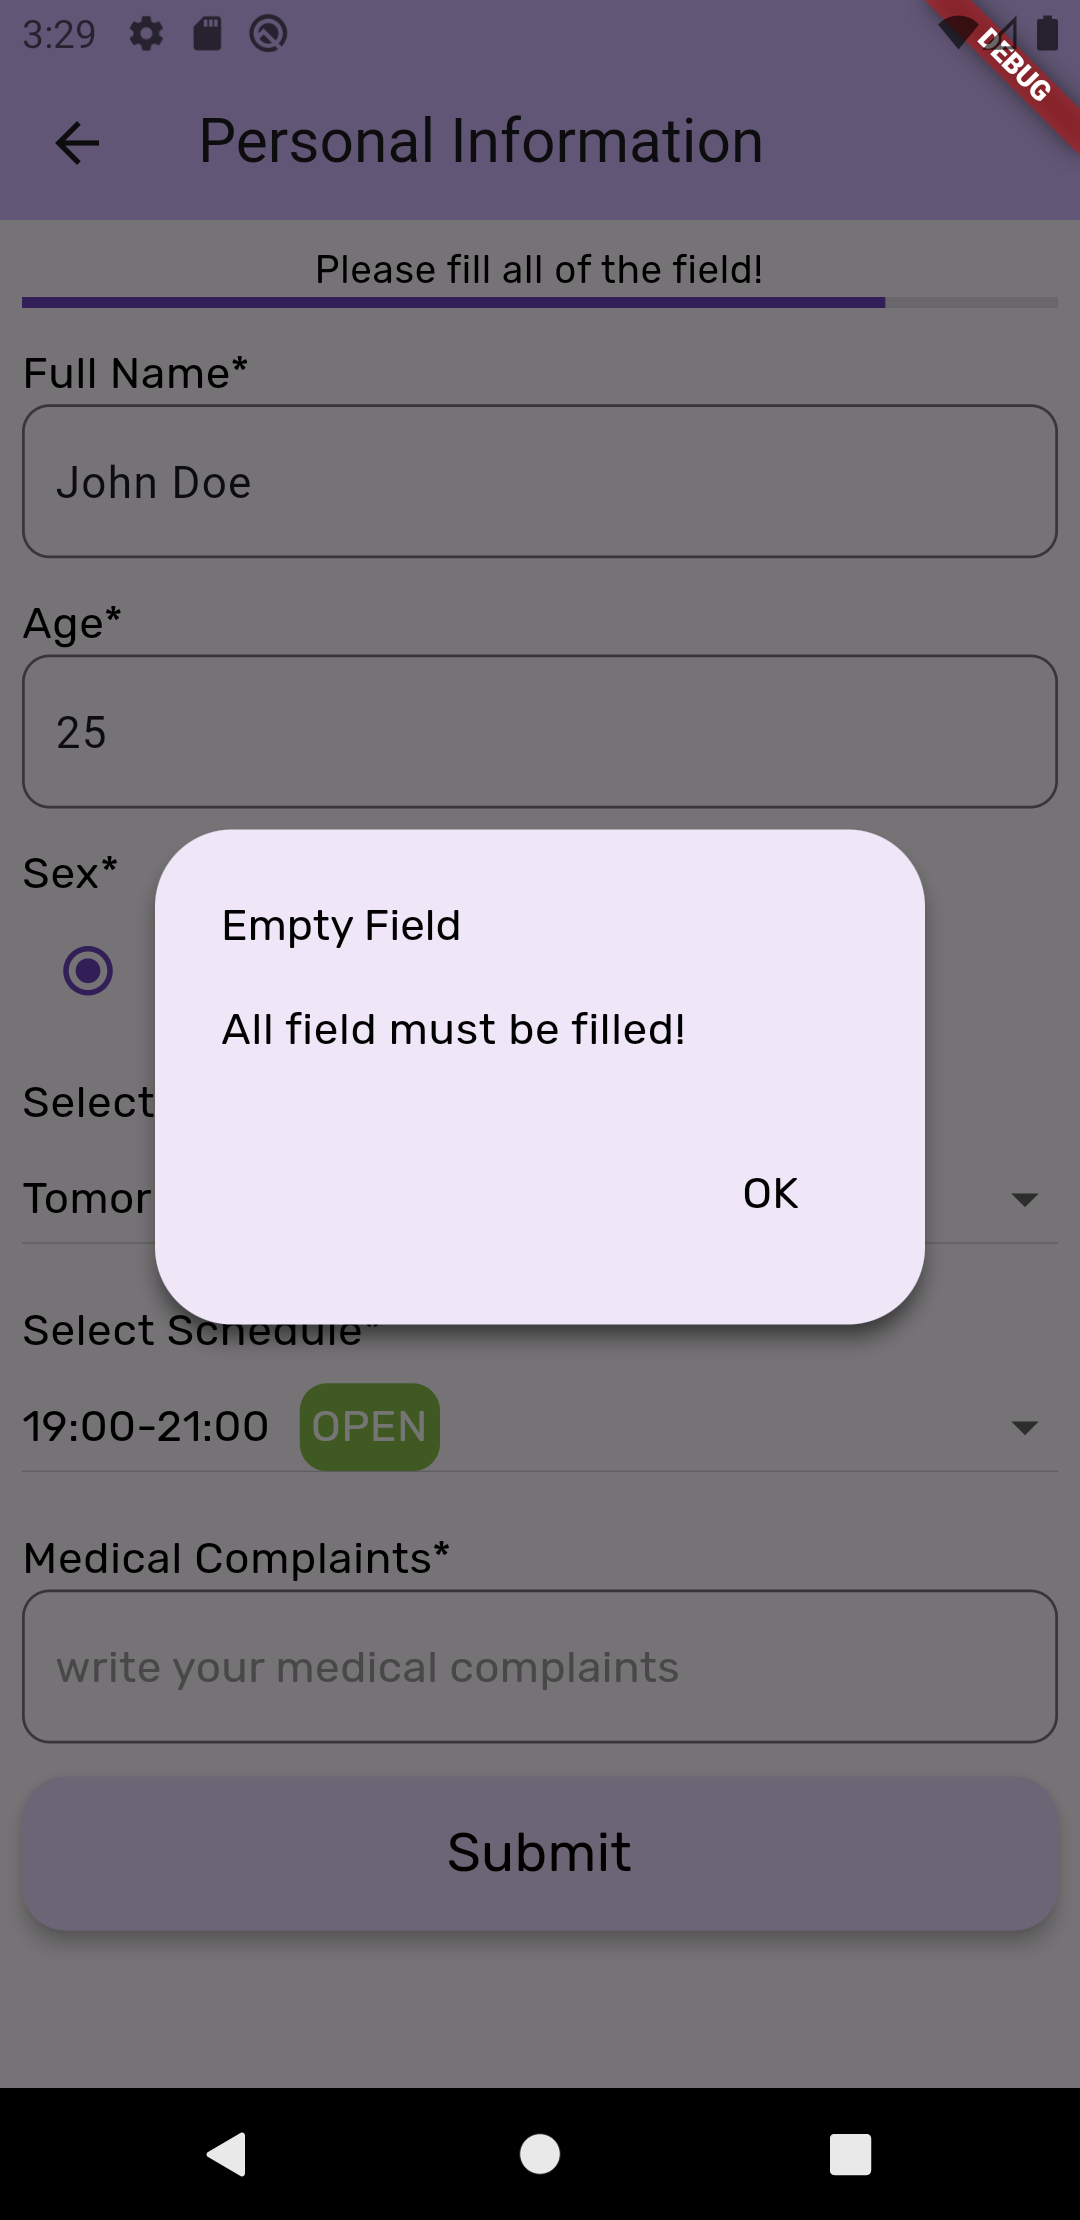 3:29
DEBUG
Personal Information
Please fill all of the field!
Full Name*
John Doe
Age*
25
Sex*
Empty Field
All field must be filled!
Select
OK
Select Schedule*
19:00-21:00 OPEN
Medical Complaints*
write your medical complaints
Submit